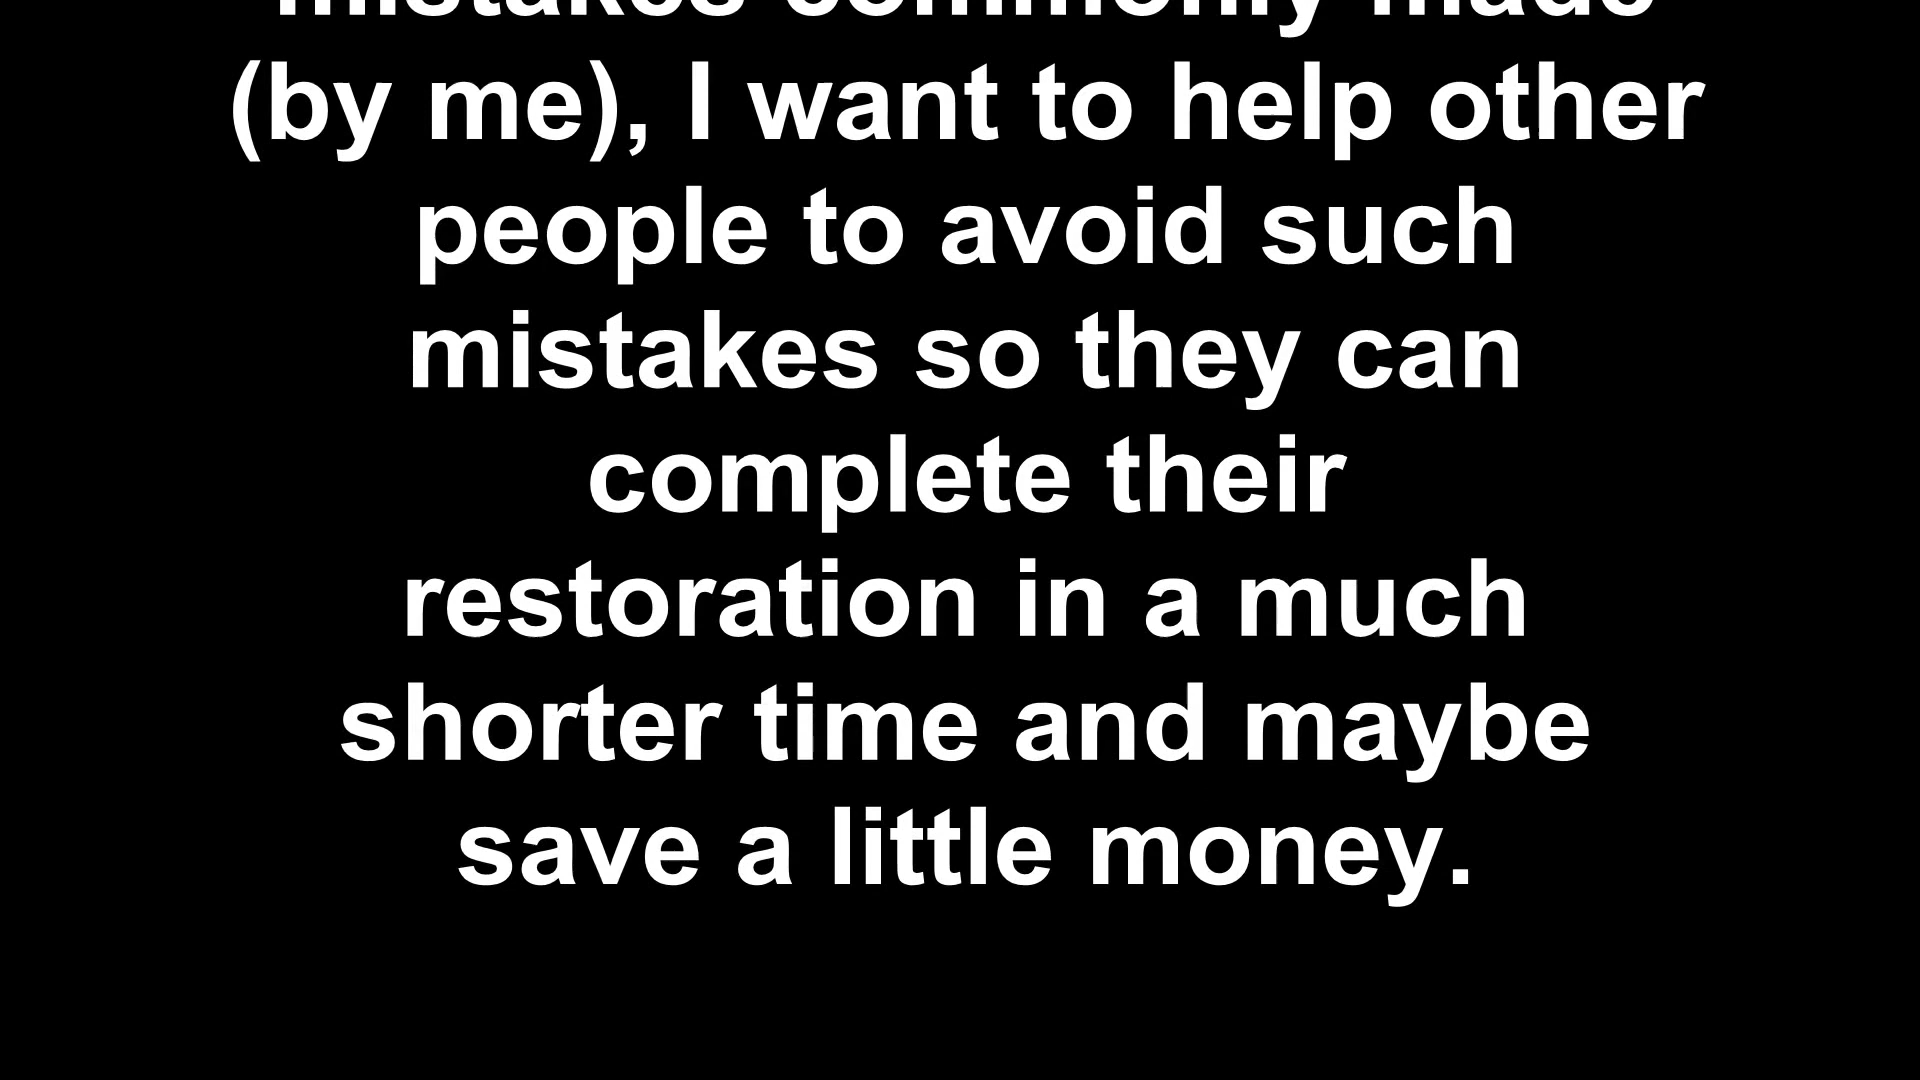 mistakes commonly made
(by me), I want to help other
people to avoid such
mistakes so they can
complete their
restoration in a much
shorter time and maybe
save a little money.